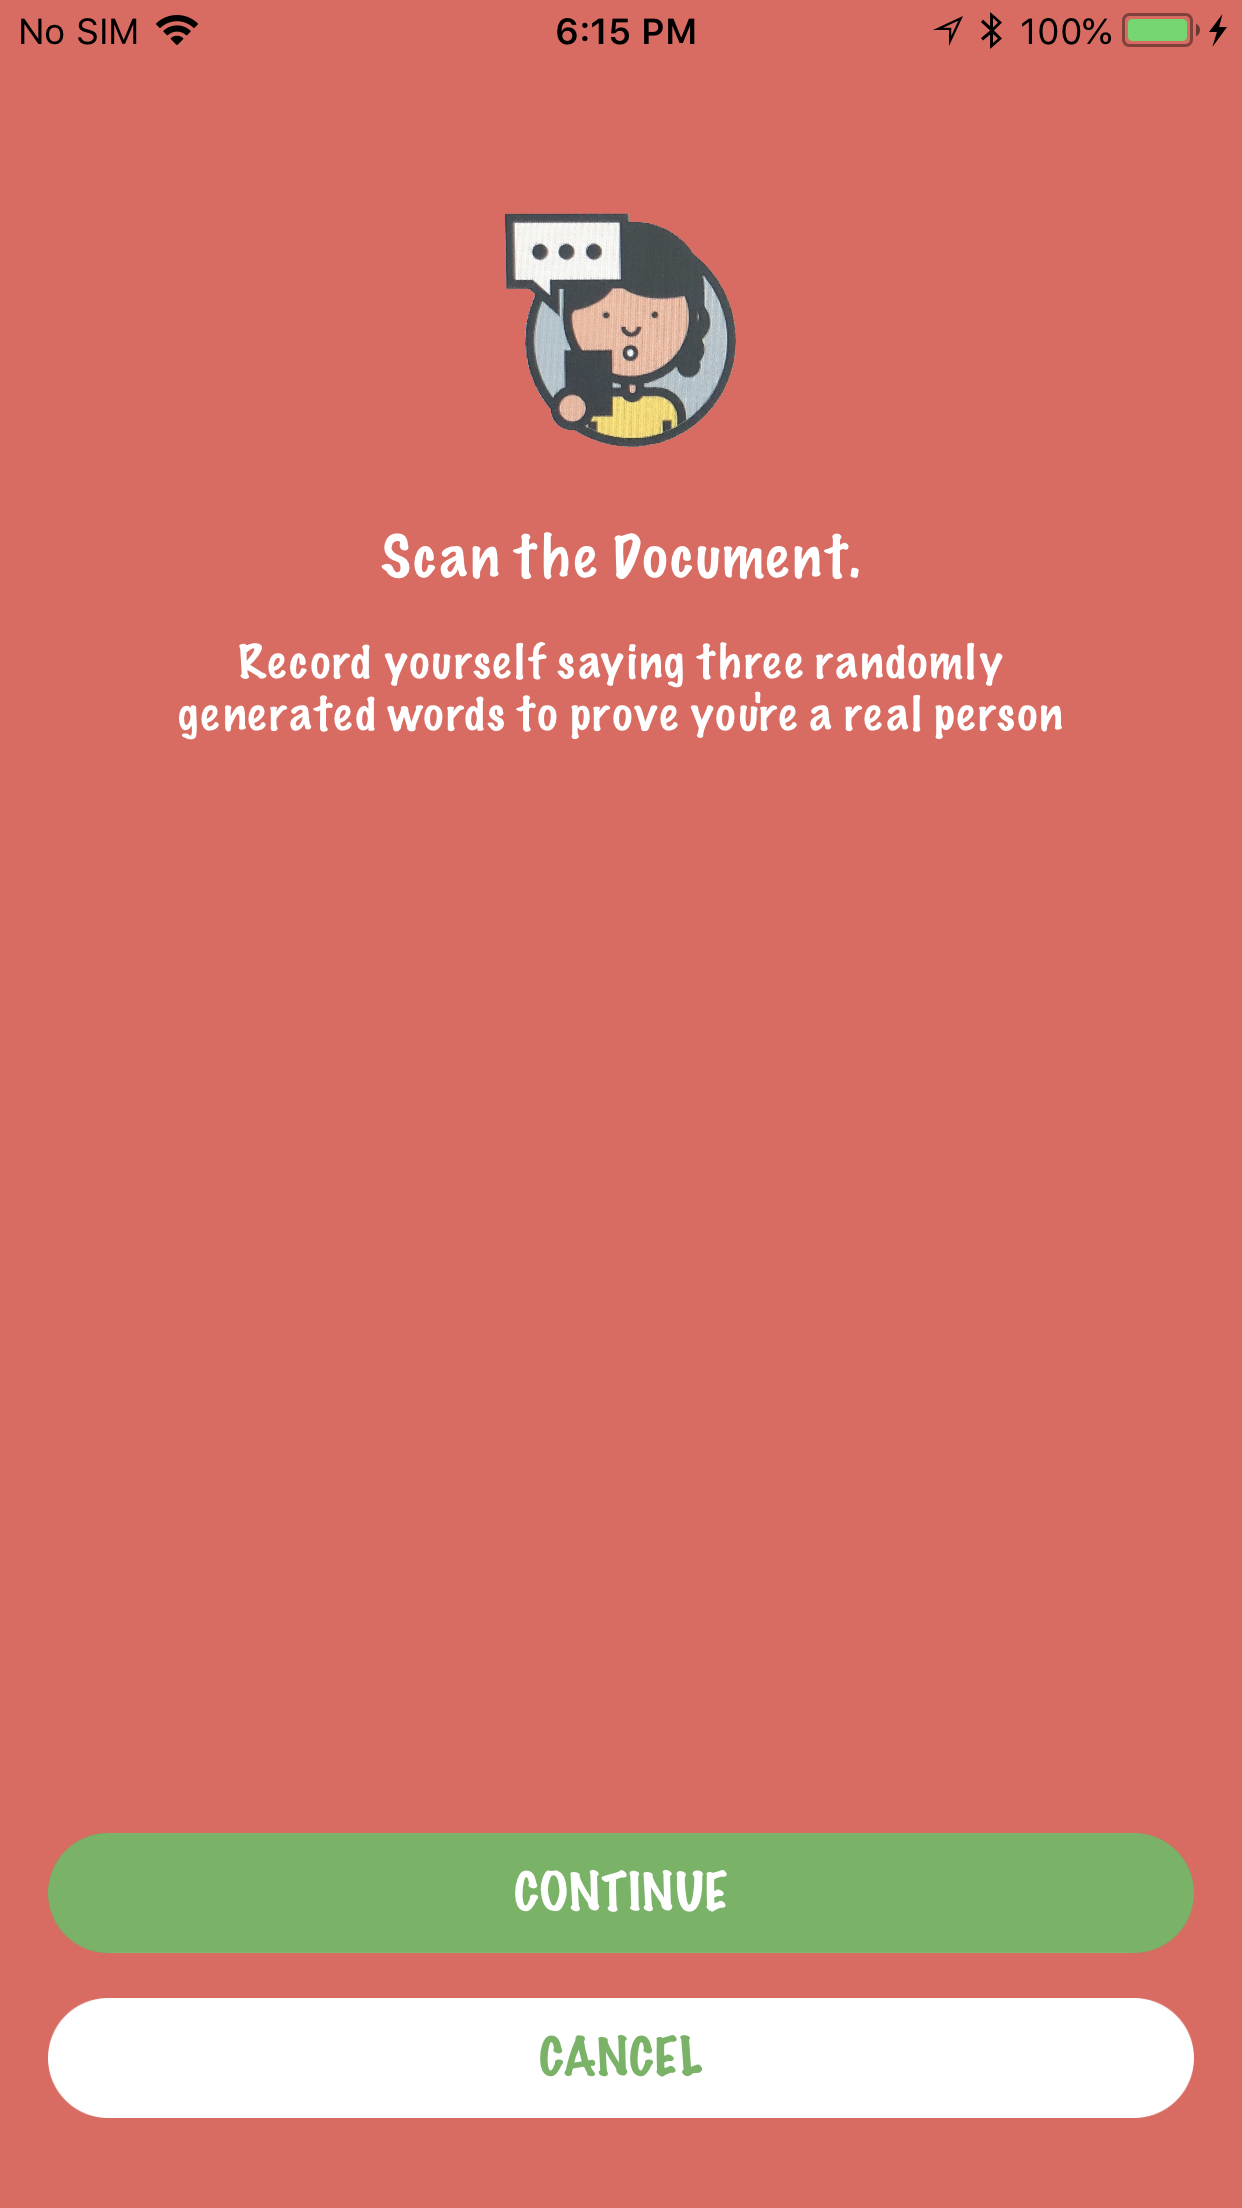 No SIM 6:15 PM 100%
Scan the Document.
Record yourself saying three randomly
generated words to prove you're a real person
CONTINUE
CANCEL